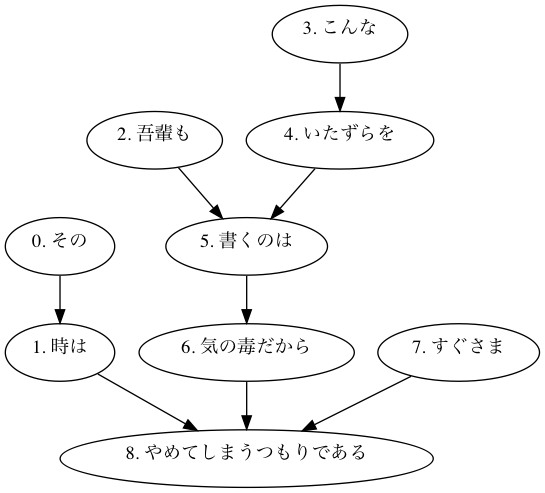 3. こんな
2. 吾輩も
4. いたずらを
0. その
5. 書くのは
1. 時は
6. 気の毒だから
7. すぐさま
8. やめてしまうつもりである